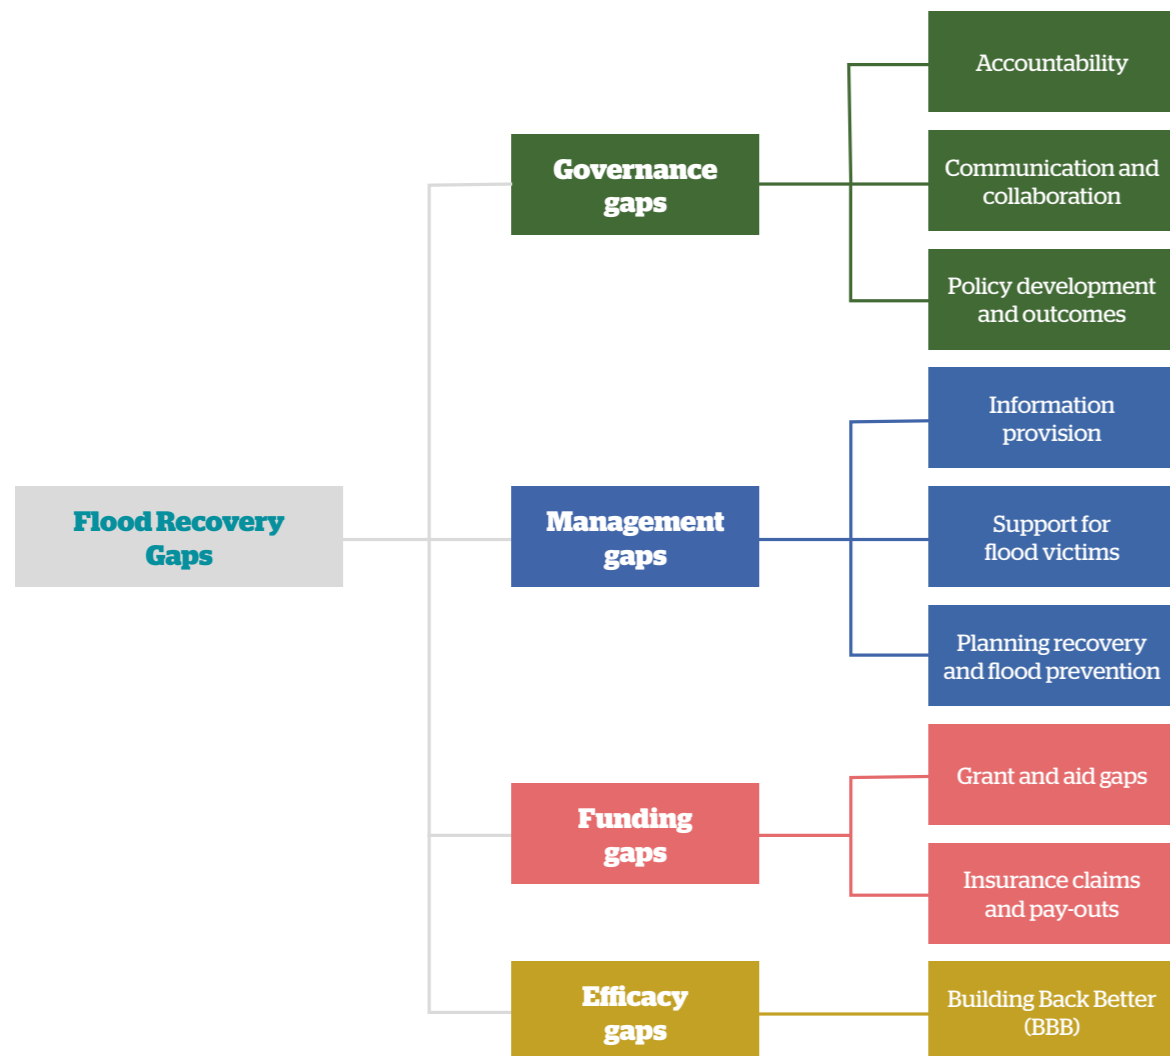 Flood Recovery
Gaps
Governance
gaps
Accountability
Communication and
collaboration
Policy development
and outcomes
Management
gaps
Information
provision
Support for
flood victims
Planning recovery
and flood prevention
Funding
gaps
Grant and aid gaps
Insurance claims
and pay-outs
Efficacy
gaps
Building Back Better
(BBB)